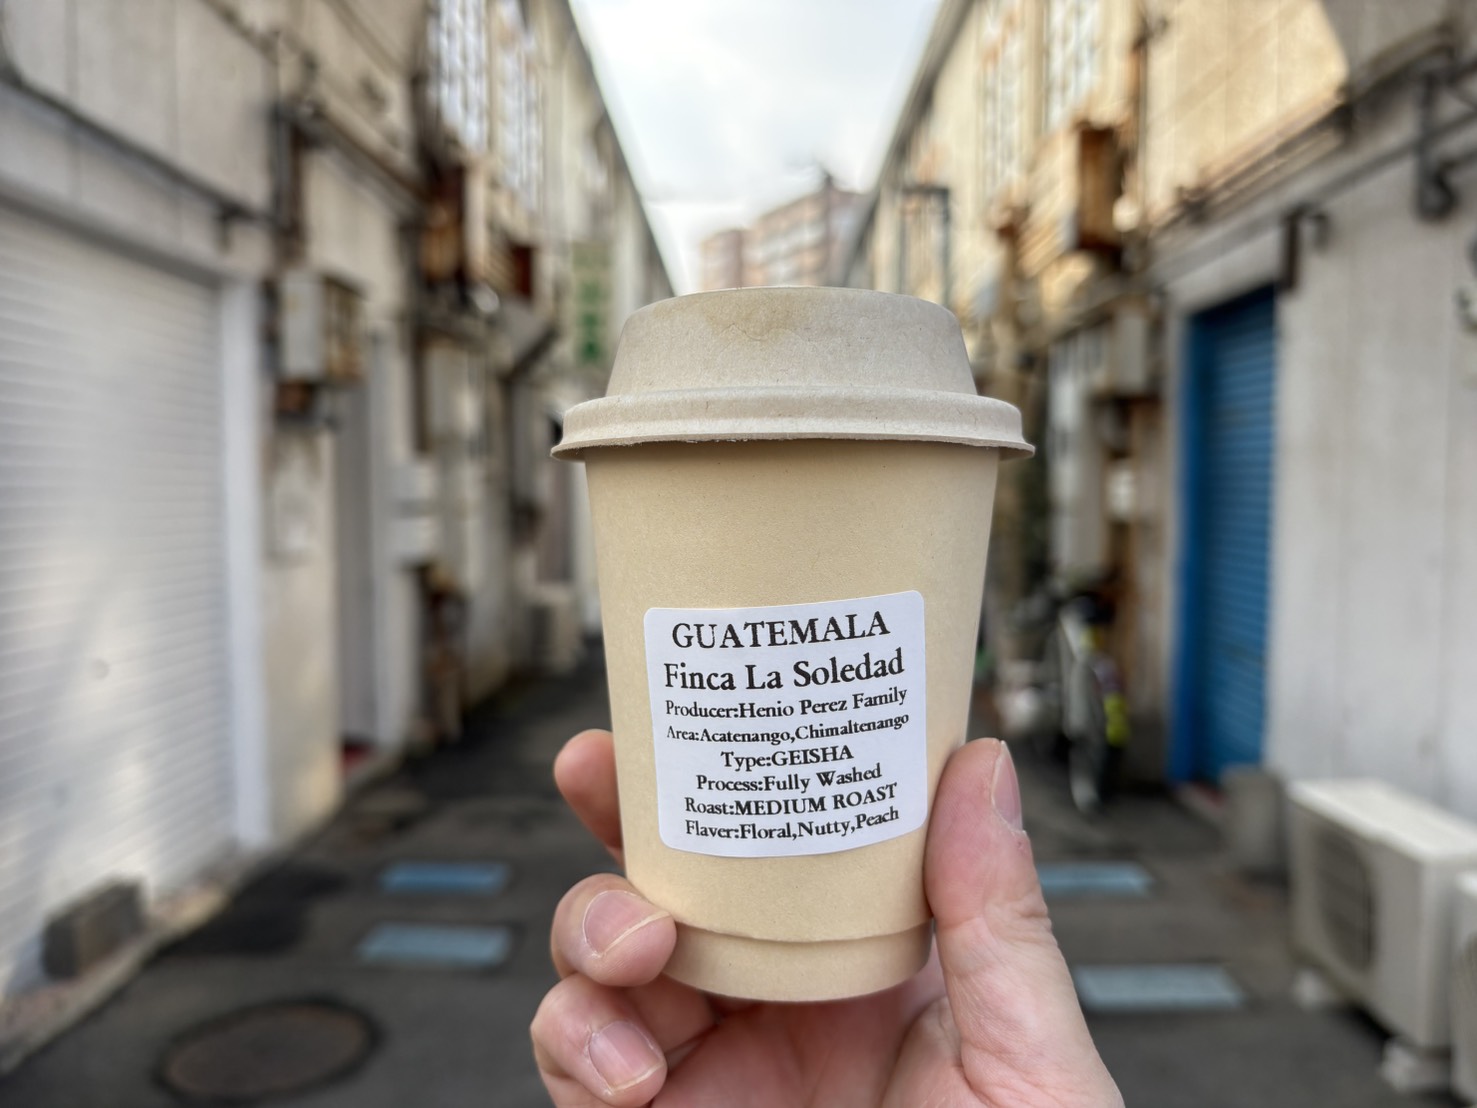 GUATEMALA
Finca La Soledad
Producer:Henio Perez Family
Area:Acatenango,Chimaltenango
Type:GEISHA
Process:Fully Washed
Roast:MEDIUM ROAST
Flaver:Floral,Nutty,Peach